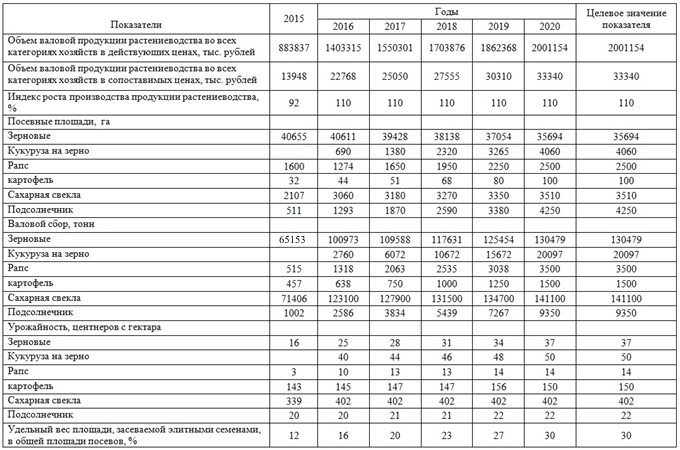 Показатели 2015 Годы Целевое значение показателя
2016 2017 2018 2019 2020
Объем валовой продукции растениеводства во всех
категориях хозяйств в действующих ценах, тыс. рублей 883837 1403315 1550301 1703876 1862368 2001154 2001154
Объем валовой продукции растениеводства во всех
категориях хозяйств в сопоставимых ценах, тыс. рублей 13948 22768 25050 27555 30310 33340 33340
Индекс роста производства продукции растениеводства,
% 92 110 110 110 110 110 110
Посевные площади, га
Зерновые 40655 40611 39428 38138 37054 35694 35694
Кукуруза на зерно 690 1380 2320 3265 4060 4060
Рапс 1600 1274 1650 1950 2250 2500 2500
картофель 32 44 51 68 80 100 100
Сахарная свекла 2107 3060 3180 3270 3350 3510 3510
Подсолнечник 511 1293 1870 2590 3380 4250 4250
Валовой сбор, тонн
Зерновые 65153 100973 109588 117631 125454 130479 130479
Кукуруза на зерно 2760 6072 10672 15672 20097 20097
Рапс 515 1318 2063 2535 3038 3500 3500
картофель 457 638 750 1000 1250 1500 1500
Сахарная свекла 71406 123100 127900 131500 134700 141100 141100
Подсолнечник 1002 2586 3834 5439 7267 9350 9350
Урожайность, центнеров с гектара
Зерновые 16 25 28 31 34 37 37
Кукуруза на зерно 40 44 46 48 50 50
Рапс 3 10 13 13 14 14 14
картофель 143 145 147 147 156 150 150
Сахарная свекла 339 402 402 402 402 402 402
Подсолнечник 20 20 21 21 22 22 22
Удельный вес площади, засеваемой элитными семенами,
в общей площади посевов, % 12 16 20 23 27 30 30